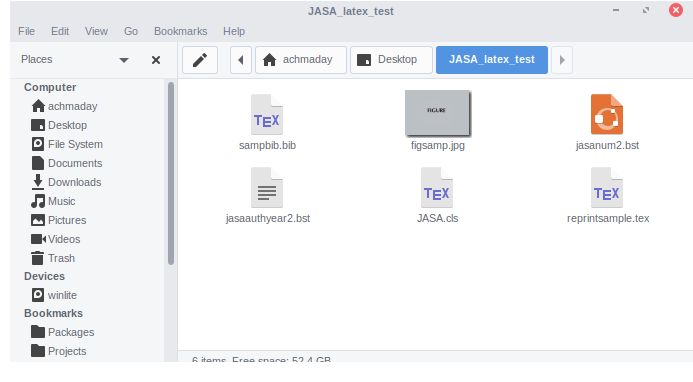 JASA_latex_test
File Edit View Go Bookmarks Help
Places
achmaday Desktop JASA_latex_test
Computer
achmaday
Desktop
File System
Documents
Downloads
Music
Pictures
Videos
Trash
Devices
winlite
Bookmarks
Packages
Projects
TEX FIGURE
sampbib.bib figsamp.jpg jasanum2.bst
TEX TEX
jasaauthyear2.bst JASA.cls reprintsample.tex
6 items, Free space: 52.4 GB